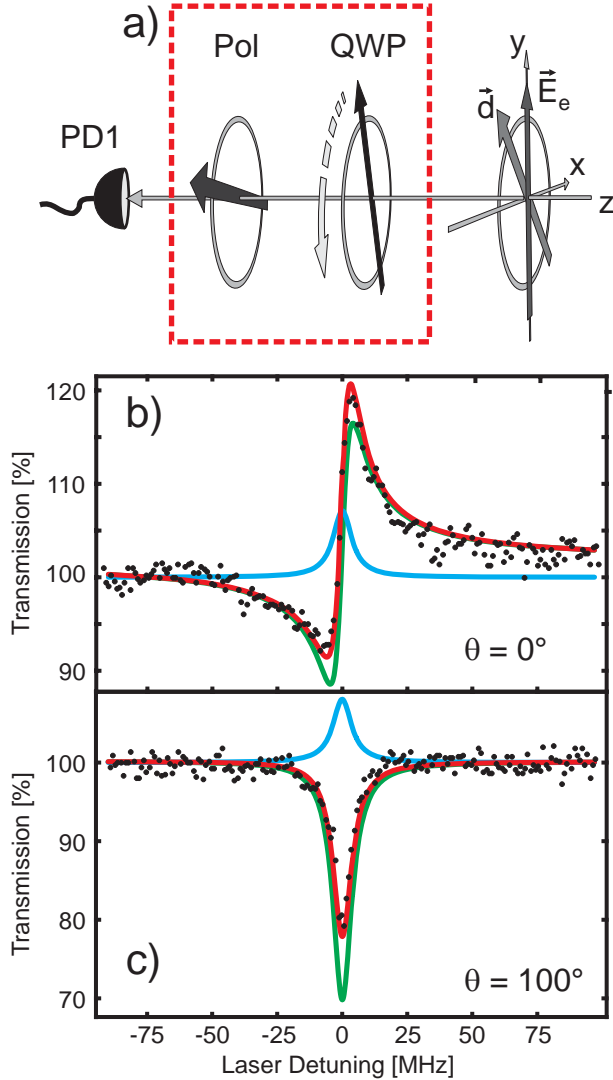 a)
Pol
QWP
PD1
y
E⃗e
d⃗
x
z
120
110
100
90
Transmission [%]
b)
θ = 0°
100
90
80
70
Transmission [%]
c)
θ = 100°
-75 -50 -25 0 25 50 75
Laser Detuning [MHz]